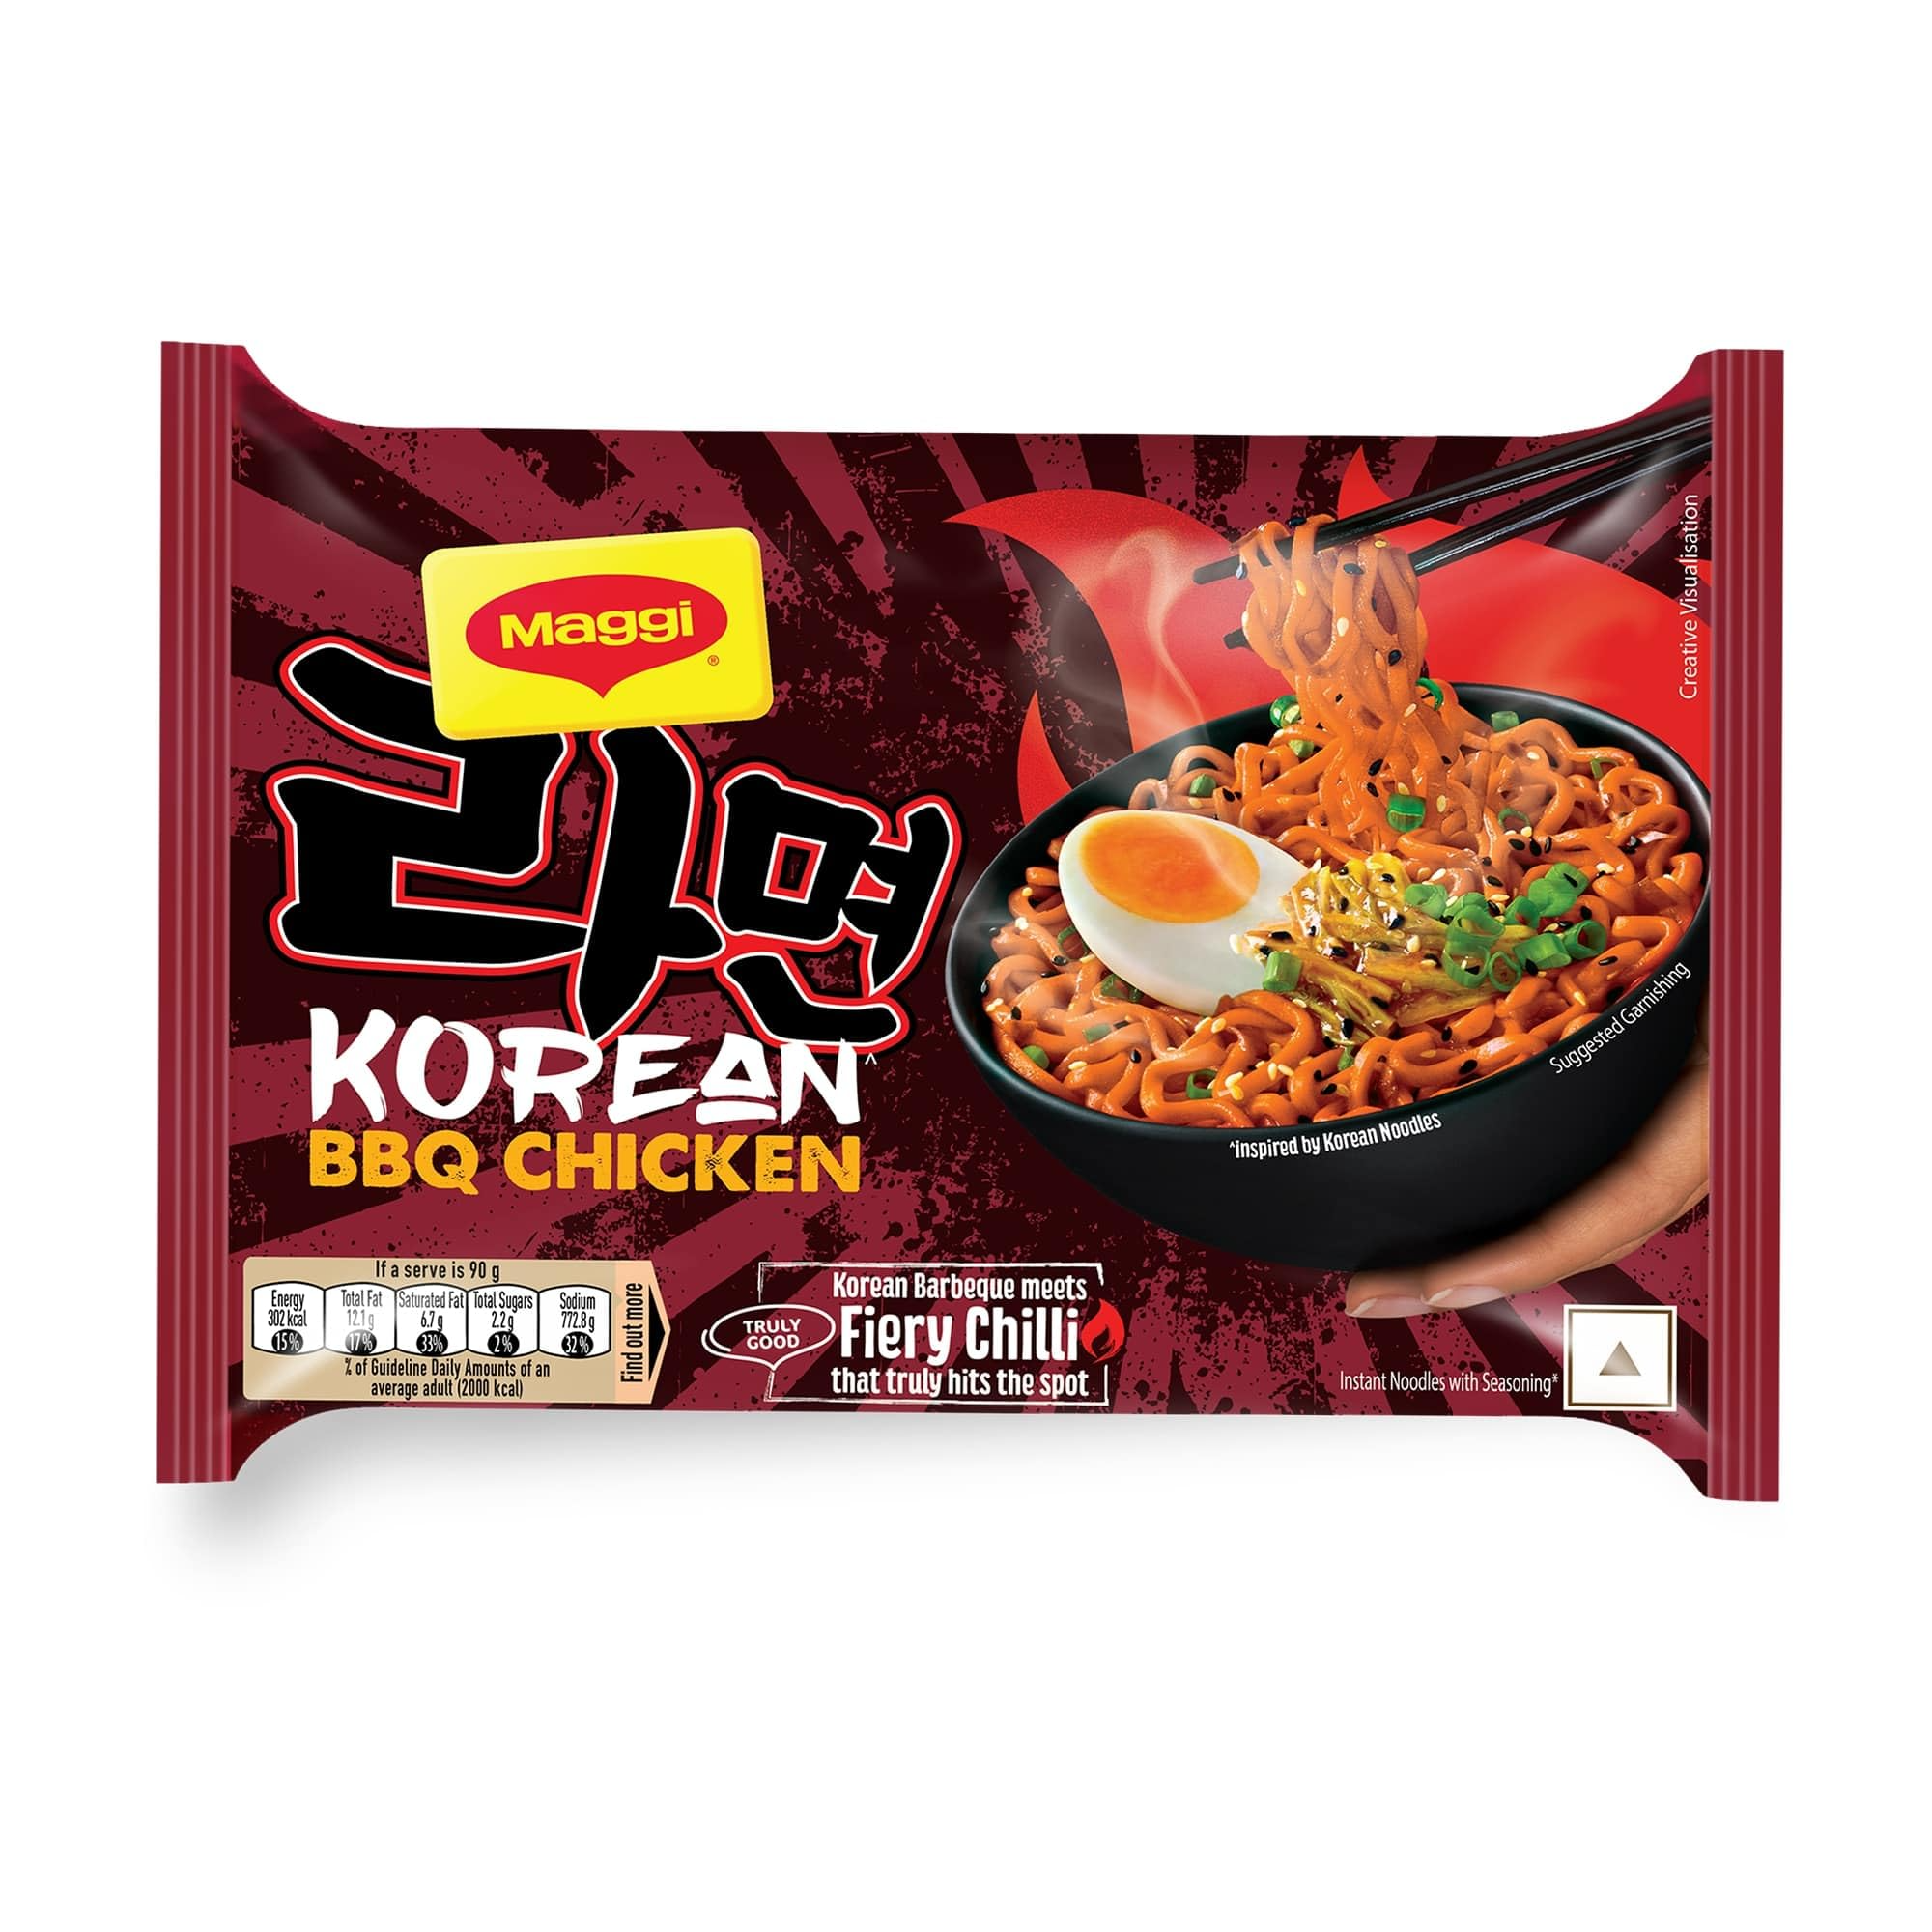 Maggi
®
라면
KOREAN^
BBQ CHICKEN
Creative Visualisation
Suggested Garnishing
^Inspired by Korean Noodles
If a serve is 90 g
Energy
302 kcal
15%
Total Fat
12.1 g
17%
Saturated Fat
6.7 g
33%
Total Sugars
2.2 g
2%
Sodium
772.8 g
32%
% of Guideline Daily Amounts of an
average adult (2000 kcal)
Find out more
TRULY
GOOD
Korean Barbeque meets
Fiery Chilli
that truly hits the spot
Instant Noodles with Seasoning*